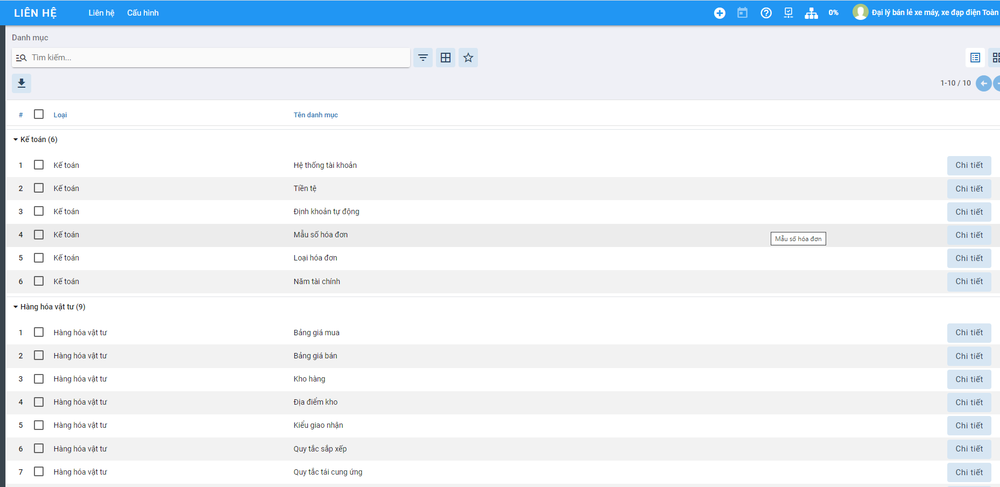 LIÊN HỆ Liên hệ Cấu hình 0% Đại lý bán lẻ xe máy, xe đạp điện Toàn
Danh mục
Tìm kiếm...
1-10 / 10
# Loại Tên danh mục
Kế toán (6)
1 Kế toán Hệ thống tài khoản Chi tiết
2 Kế toán Tiền tệ Chi tiết
3 Kế toán Định khoản tự động Chi tiết
4 Kế toán Mẫu số hóa đơn Chi tiết
Mẫu số hóa đơn
5 Kế toán Loại hóa đơn Chi tiết
6 Kế toán Năm tài chính Chi tiết
Hàng hóa vật tư (9)
1 Hàng hóa vật tư Bảng giá mua Chi tiết
2 Hàng hóa vật tư Bảng giá bán Chi tiết
3 Hàng hóa vật tư Kho hàng Chi tiết
4 Hàng hóa vật tư Địa điểm kho Chi tiết
5 Hàng hóa vật tư Kiểu giao nhận Chi tiết
6 Hàng hóa vật tư Quy tắc sắp xếp Chi tiết
7 Hàng hóa vật tư Quy tắc tái cung ứng Chi tiết